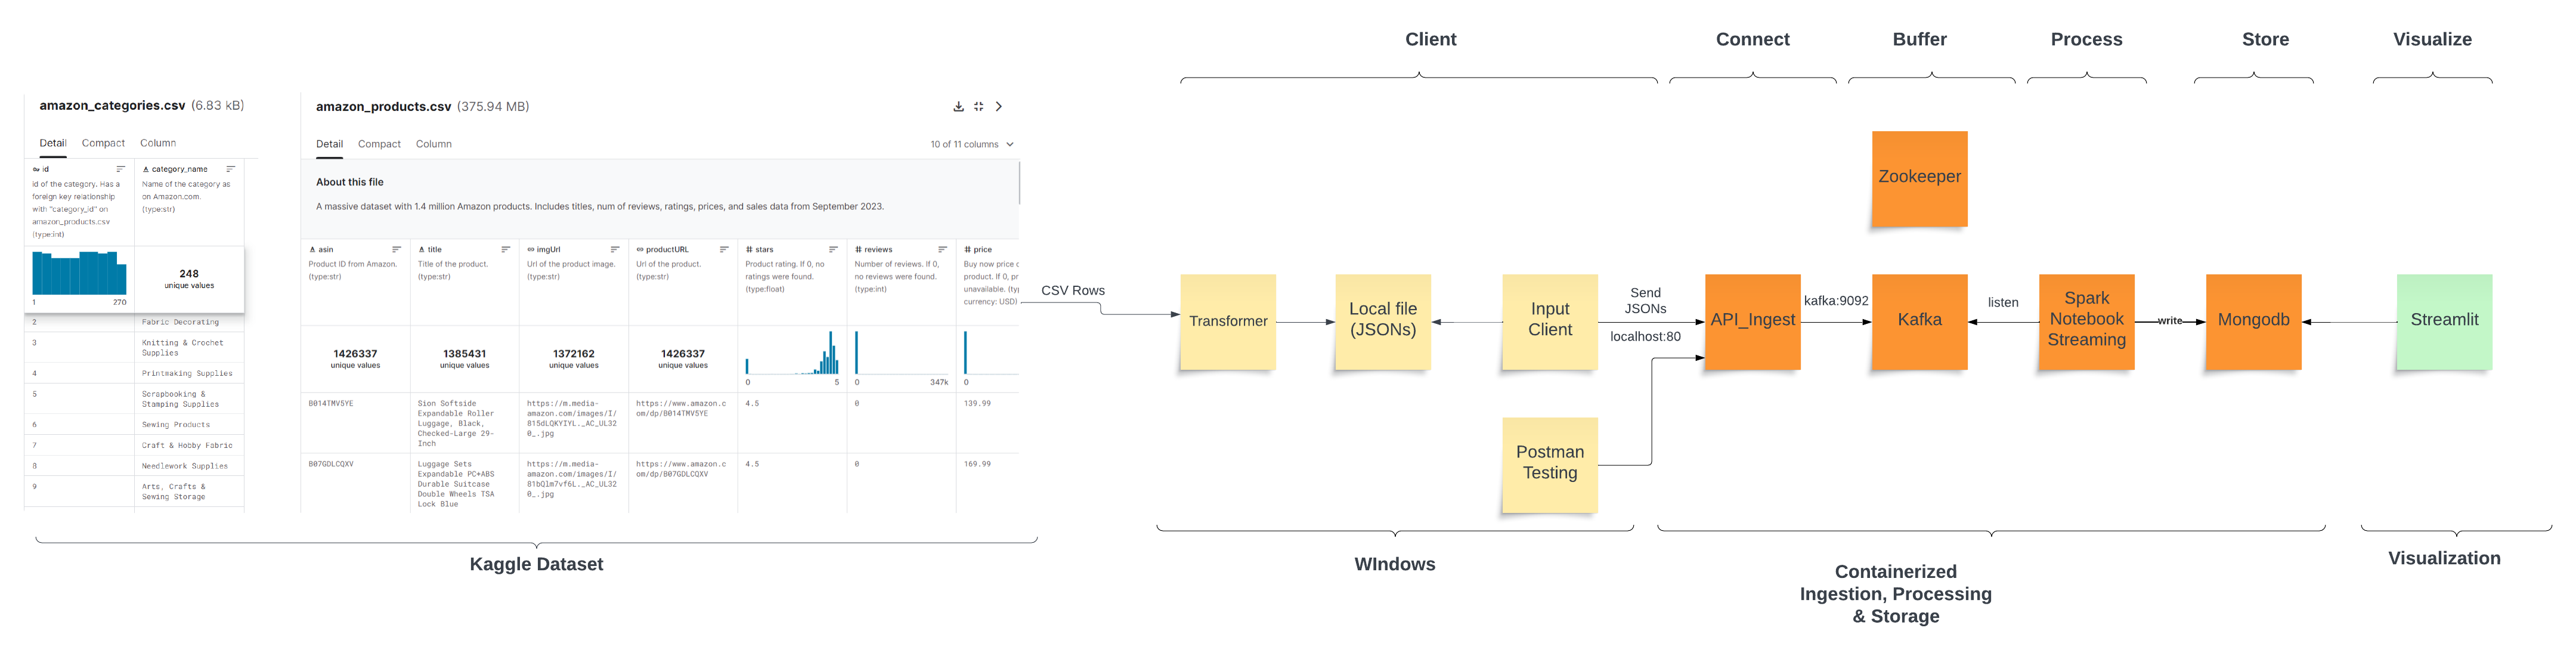 Client
Connect
Buffer
Process
Store
Visualize
amazon_categories.csv (6.83 kB)
Detail Compact Column
id
id of the category. Has a
foreign key relationship
with "category_id" on
amazon_products.csv
(type:int)
category_name
Name of the category as
on Amazon.com.
(type:str)
1 270
248
unique values
2 Fabric Decorating
3 Knitting & Crochet
Supplies
4 Printmaking Supplies
5 Scrapbooking &
Stamping Supplies
6 Sewing Products
7 Craft & Hobby Fabric
8 Needlework Supplies
9 Arts, Crafts &
Sewing Storage
amazon_products.csv (375.94 MB)
Detail Compact Column
10 of 11 columns
About this file
A massive dataset with 1.4 million Amazon products. Includes titles, num of reviews, ratings, prices, and sales data from September 2023.
asin
Product ID from Amazon.
(type:str)
title
Title of the product.
(type:str)
imgUrl
Url of the product image.
(type:str)
productURL
Url of the product.
(type:str)
# stars
Product rating. If 0, no
ratings were found.
(type:float)
# reviews
Number of reviews. If 0,
no reviews were found.
(type:int)
# price
Buy now price
product. If 0, pr
unavailable. (ty
currency: USD)
1426337
unique values
1385431
unique values
1372162
unique values
1426337
unique values
0 5
0 347k
0
B014TMV5YE
Sion Softside
Expandable Roller
Luggage, Black,
Checked-Large 29-
Inch
https://m.media-
amazon.com/images/I/
815dLQKYIYL._AC_UL32
0_.jpg
https://www.amazon.c
om/dp/B014TMV5YE
4.5
0
139.99
B07GDLCQXV
Luggage Sets
Expandable PC+ABS
Durable Suitcase
Double Wheels TSA
Lock Blue
https://m.media-
amazon.com/images/I/
81bQlm7vf6L._AC_UL32
0_.jpg
https://www.amazon.c
om/dp/B07GDLCQXV
4.5
0
169.99
CSV Rows
Transformer
Local file
(JSONs)
Input
Client
Send
JSONs
localhost:80
Postman
Testing
API_Ingest
kafka:9092
Zookeeper
Kafka
listen
Spark
Notebook
Streaming
write
Mongodb
Streamlit
Kaggle Dataset
WIndows
Containerized
Ingestion, Processing
& Storage
Visualization